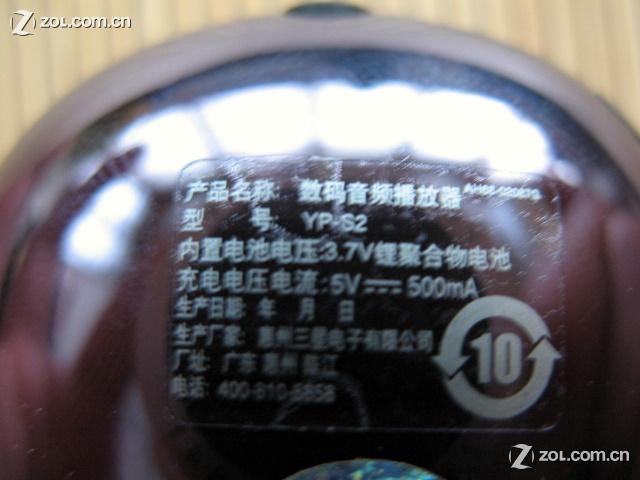 ZOL.COM.CN
产品名称: 数码音频播放器
型 号 YP-S2
内置电池电压:3.7V锂聚合物电池
充电电压电流:5V 500mA
生产日期: 年 月 日
生产厂家: 惠州三星电子有限公司
10
厂址: 广东 惠州 陈江
电话: 400-810-5858
ZOL.COM.CN